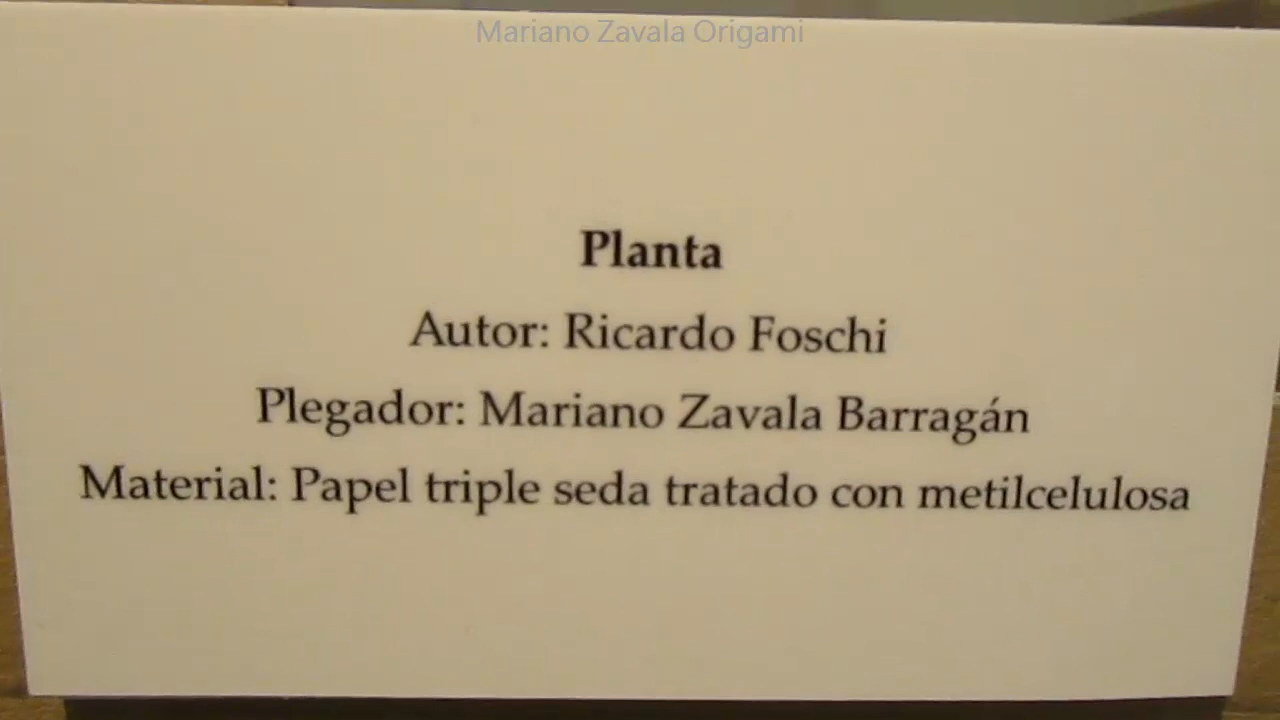 Mariano Zavala Origami
Planta
Autor: Ricardo Foschi
Plegador: Mariano Zavala Barragán
Material: Papel triple seda tratado con metilcelulosa